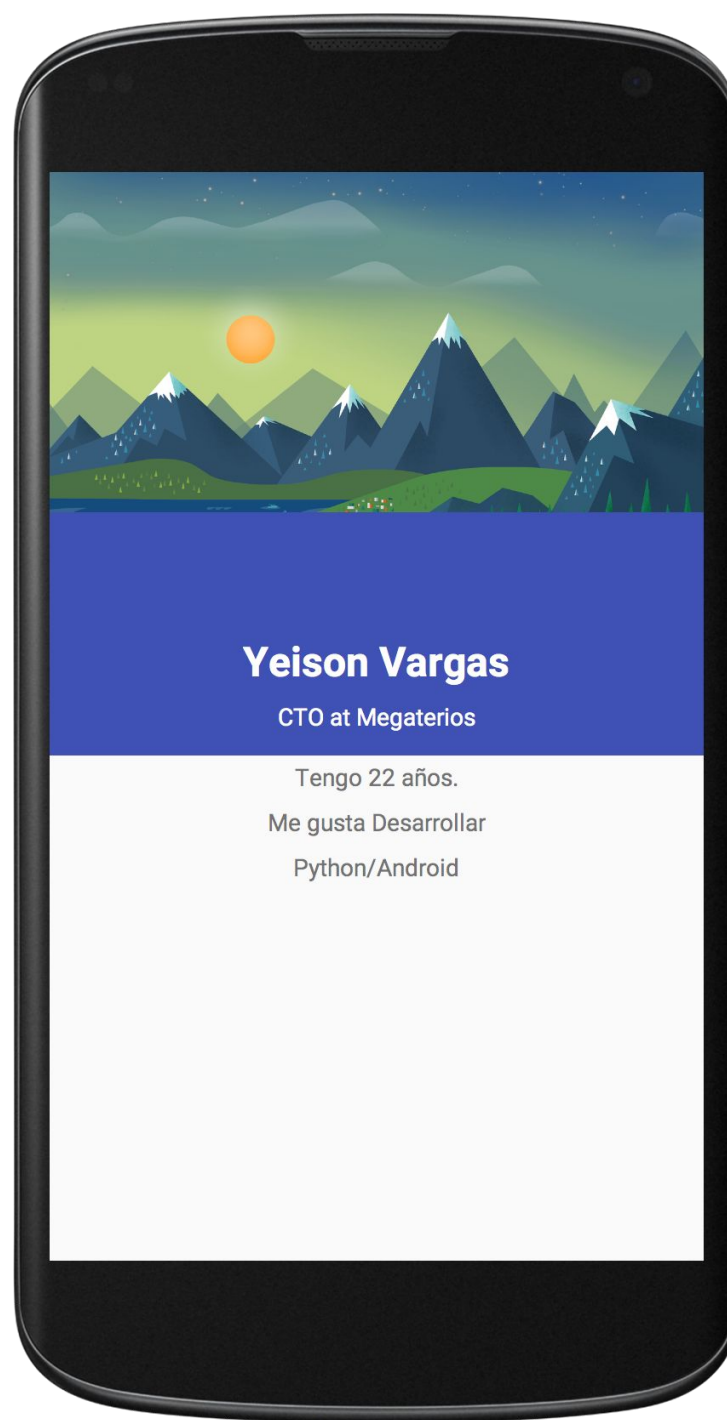 Yeison Vargas
CTO at Megaterios
Tengo 22 años.
Me gusta Desarrollar
Python/Android